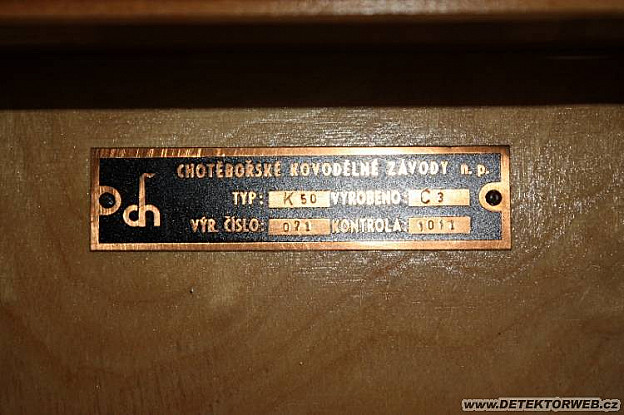 CHOTĚBOŘSKÉ KOVODĚLNÉ ZÁVODY n. p.
TYP: K 50 VYROBENO: C 3
VÝR. ČÍSLO: 071 KONTROLA: 1011
ch
WWW.DETEKTORWEB.CZ